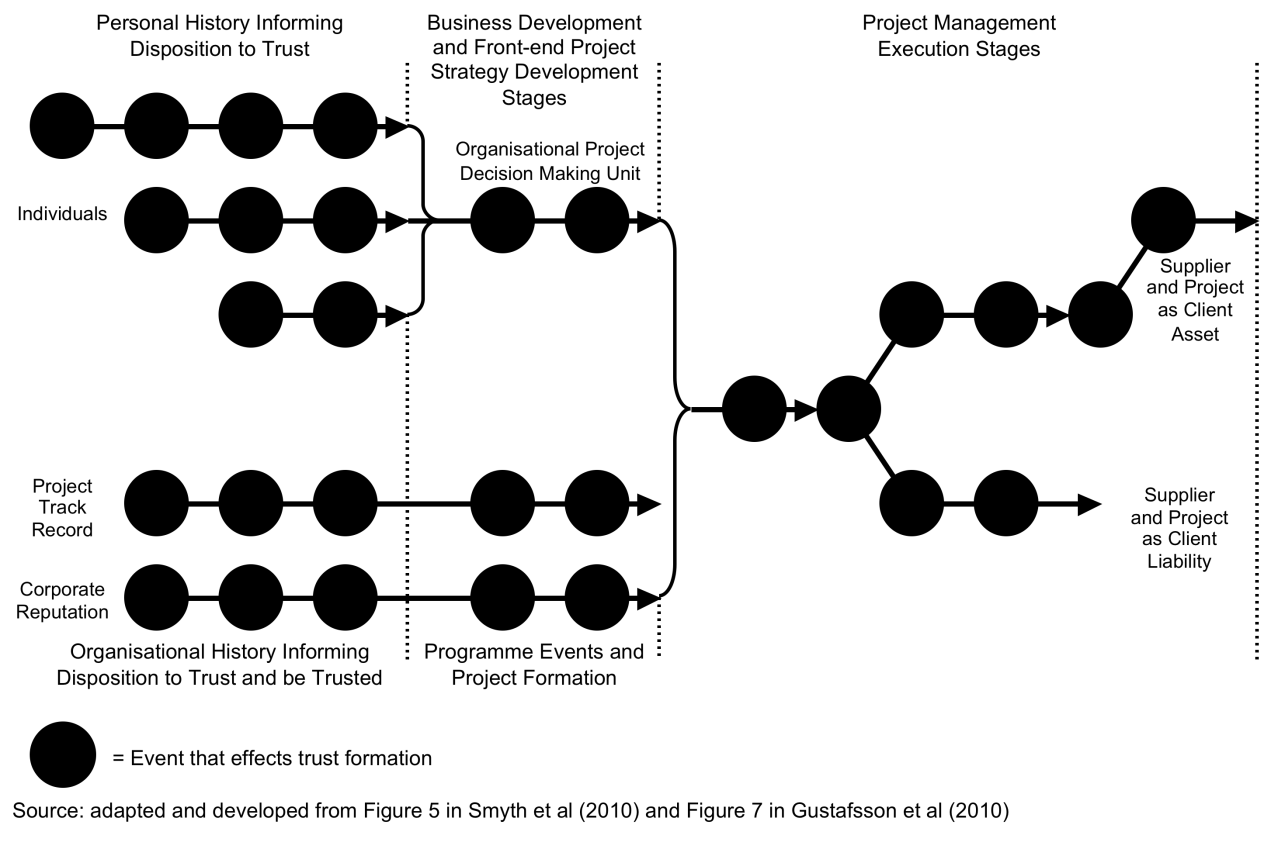 Personal History Informing
Disposition to Trust
Business Development
and Front-end Project
Strategy Development
Stages
Project Management
Execution Stages
Organisational Project
Decision Making Unit
Individuals
Supplier
and Project
as Client
Asset
Project
Track
Record
Supplier
and Project
as Client
Liability
Corporate
Reputation
Organisational History Informing
Disposition to Trust and be Trusted
Programme Events and
Project Formation
= Event that effects trust formation
Source: adapted and developed from Figure 5 in Smyth et al (2010) and Figure 7 in Gustafsson et al (2010)